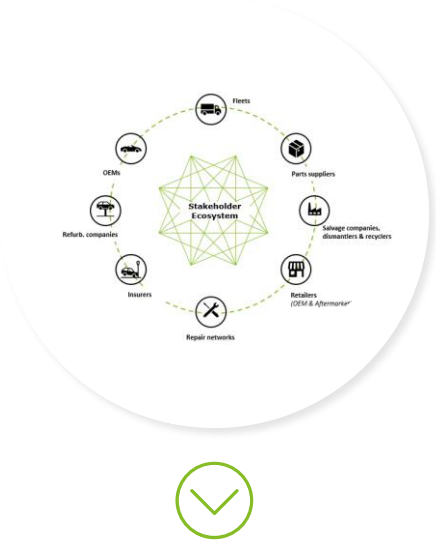 Fleets
OEMs
Parts suppliers
Stakeholder
Ecosystem
Refurb. companies
Salvage companies,
dismantlers & recyclers
Insurers
Retailers
(OEM & Aftermarket
Repair networks